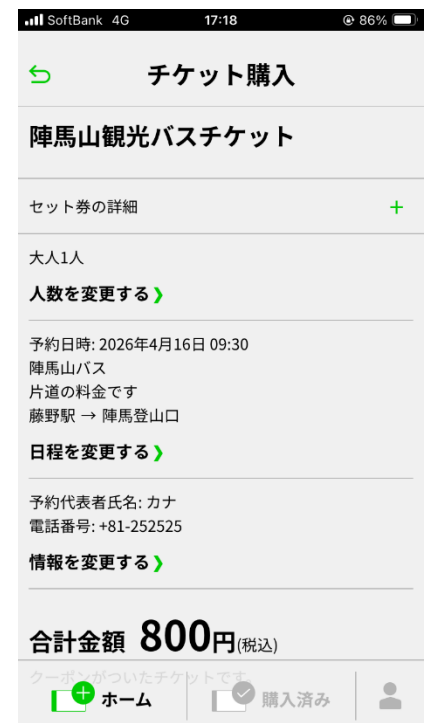 SoftBank 4G 17:18 86%
チケット購入
陣馬山観光バスチケット
セット券の詳細 +
大人1人
人数を変更する ❯
予約日時: 2026年4月16日 09:30
陣馬山バス
片道の料金です
藤野駅 → 陣馬登山口
日程を変更する ❯
予約代表者氏名: カナ
電話番号: +81-252525
情報を変更する ❯
合計金額 800円(税込)
クーポンがついたチケットです
ホーム 購入済み